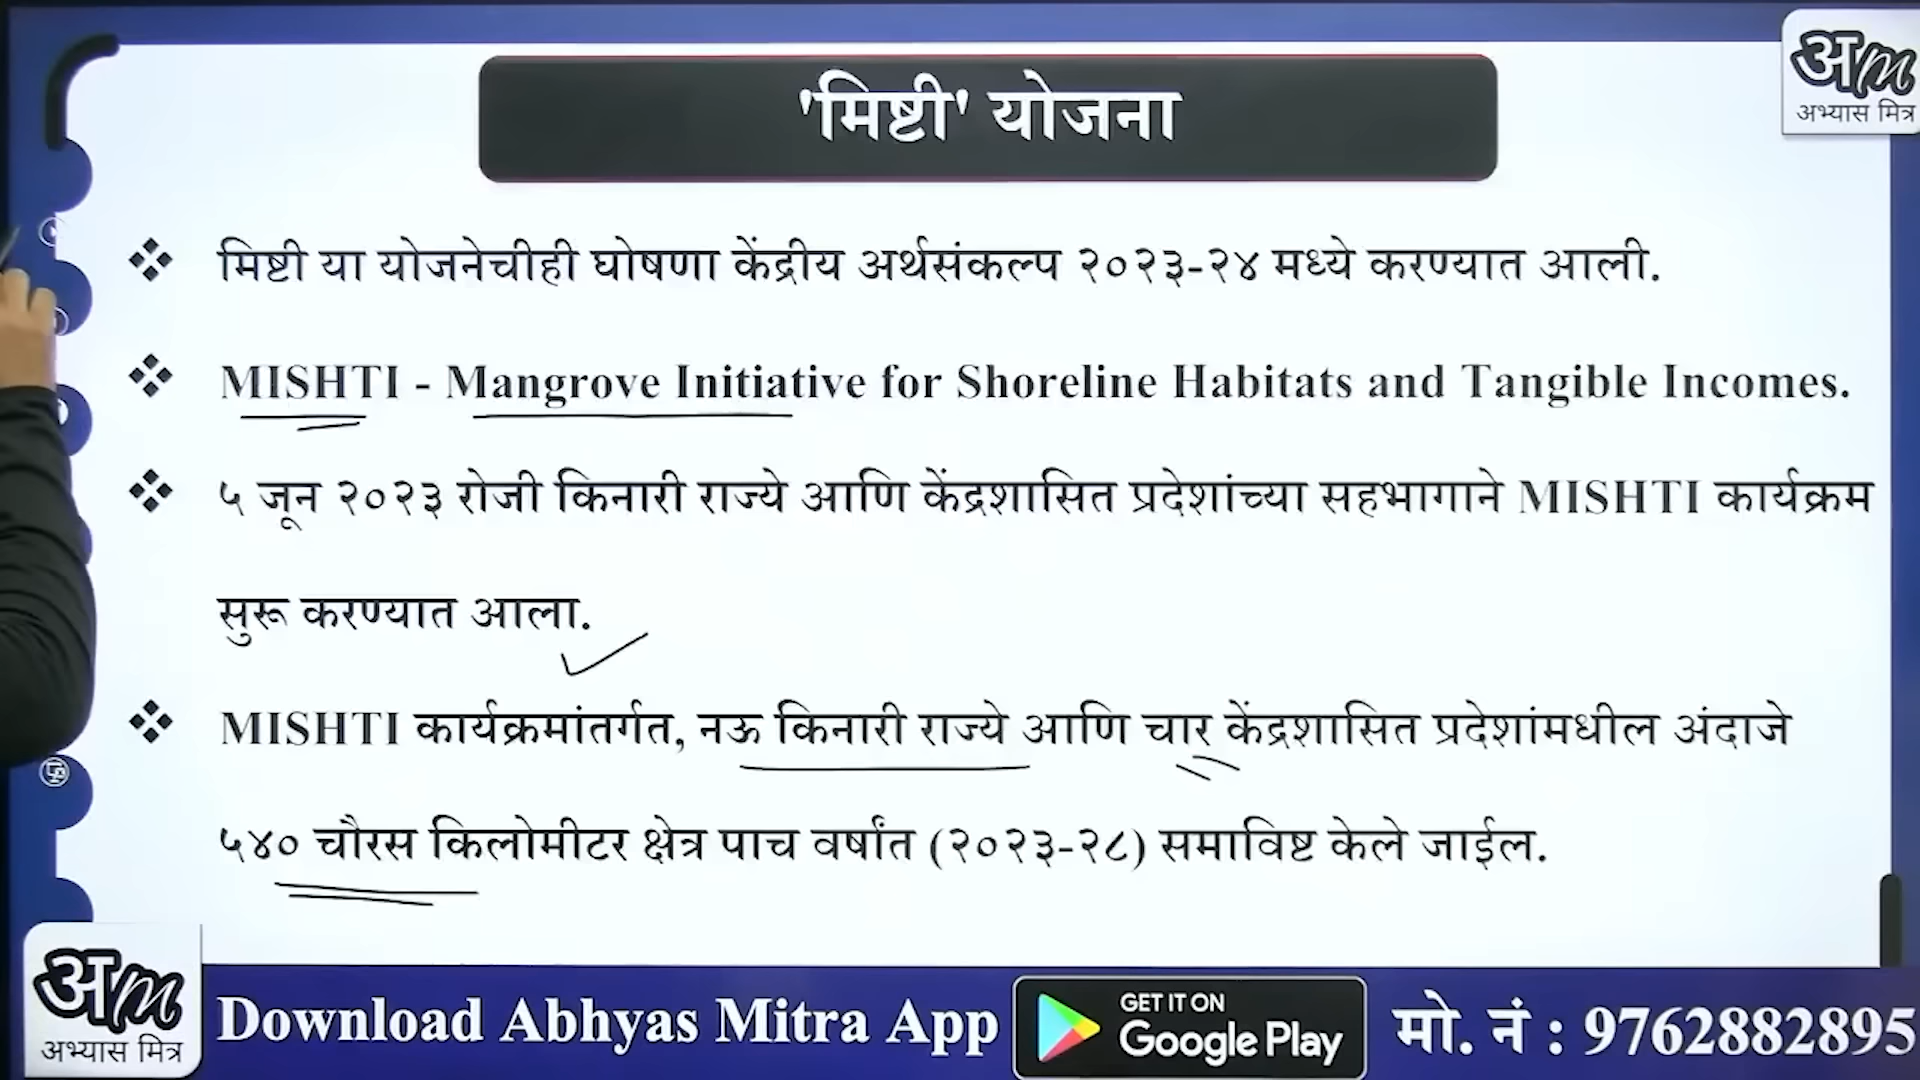 'मिष्टी' योजना
अm
अभ्यास मित्र
❖ मिष्टी या योजनेचीही घोषणा केंद्रीय अर्थसंकल्प २०२३-२४ मध्ये करण्यात आली.
❖ MISHTI - Mangrove Initiative for Shoreline Habitats and Tangible Incomes.
❖ ५ जून २०२३ रोजी किनारी राज्ये आणि केंद्रशासित प्रदेशांच्या सहभागाने MISHTI कार्यक्रम
सुरू करण्यात आला.
❖ MISHTI कार्यक्रमांतर्गत, नऊ किनारी राज्ये आणि चार केंद्रशासित प्रदेशांमधील अंदाजे
५४० चौरस किलोमीटर क्षेत्र पाच वर्षांत (२०२३-२८) समाविष्ट केले जाईल.
अm
अभ्यास मित्र
Download Abhyas Mitra App
GET IT ON
Google Play
मो. नं : 9762882895